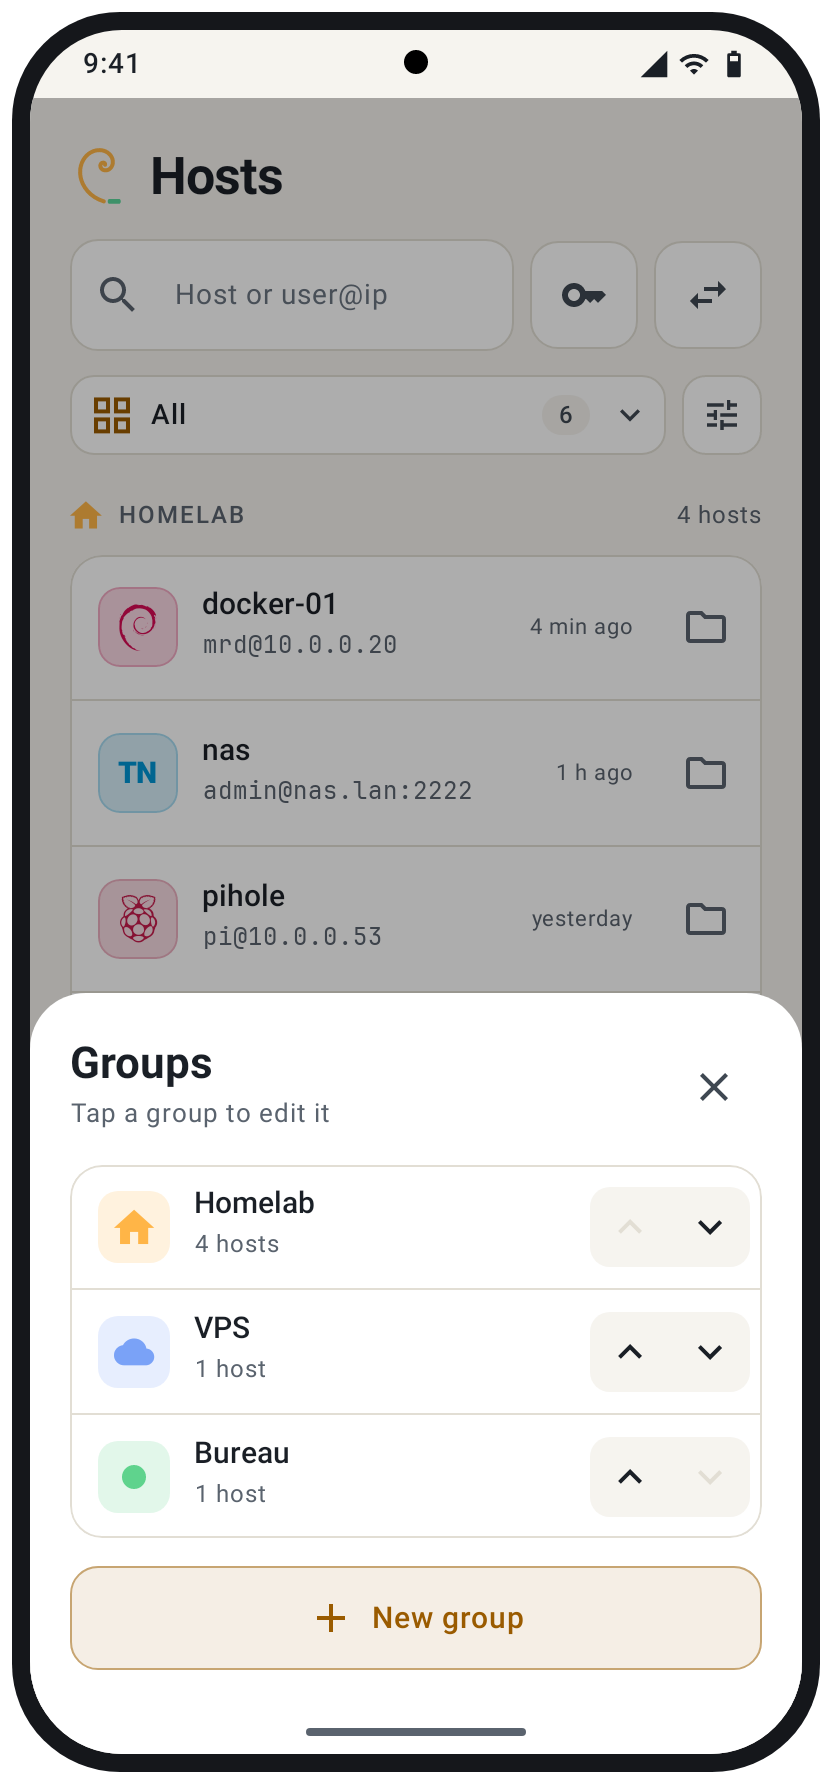 9:41
Hosts
Host or user@ip
All 6
HOMELAB 4 hosts
docker-01
mrd@10.0.0.20
4 min ago
TN
nas
admin@nas.lan:2222
1 h ago
pihole
pi@10.0.0.53
yesterday
Groups
Tap a group to edit it
Homelab
4 hosts
VPS
1 host
Bureau
1 host
New group